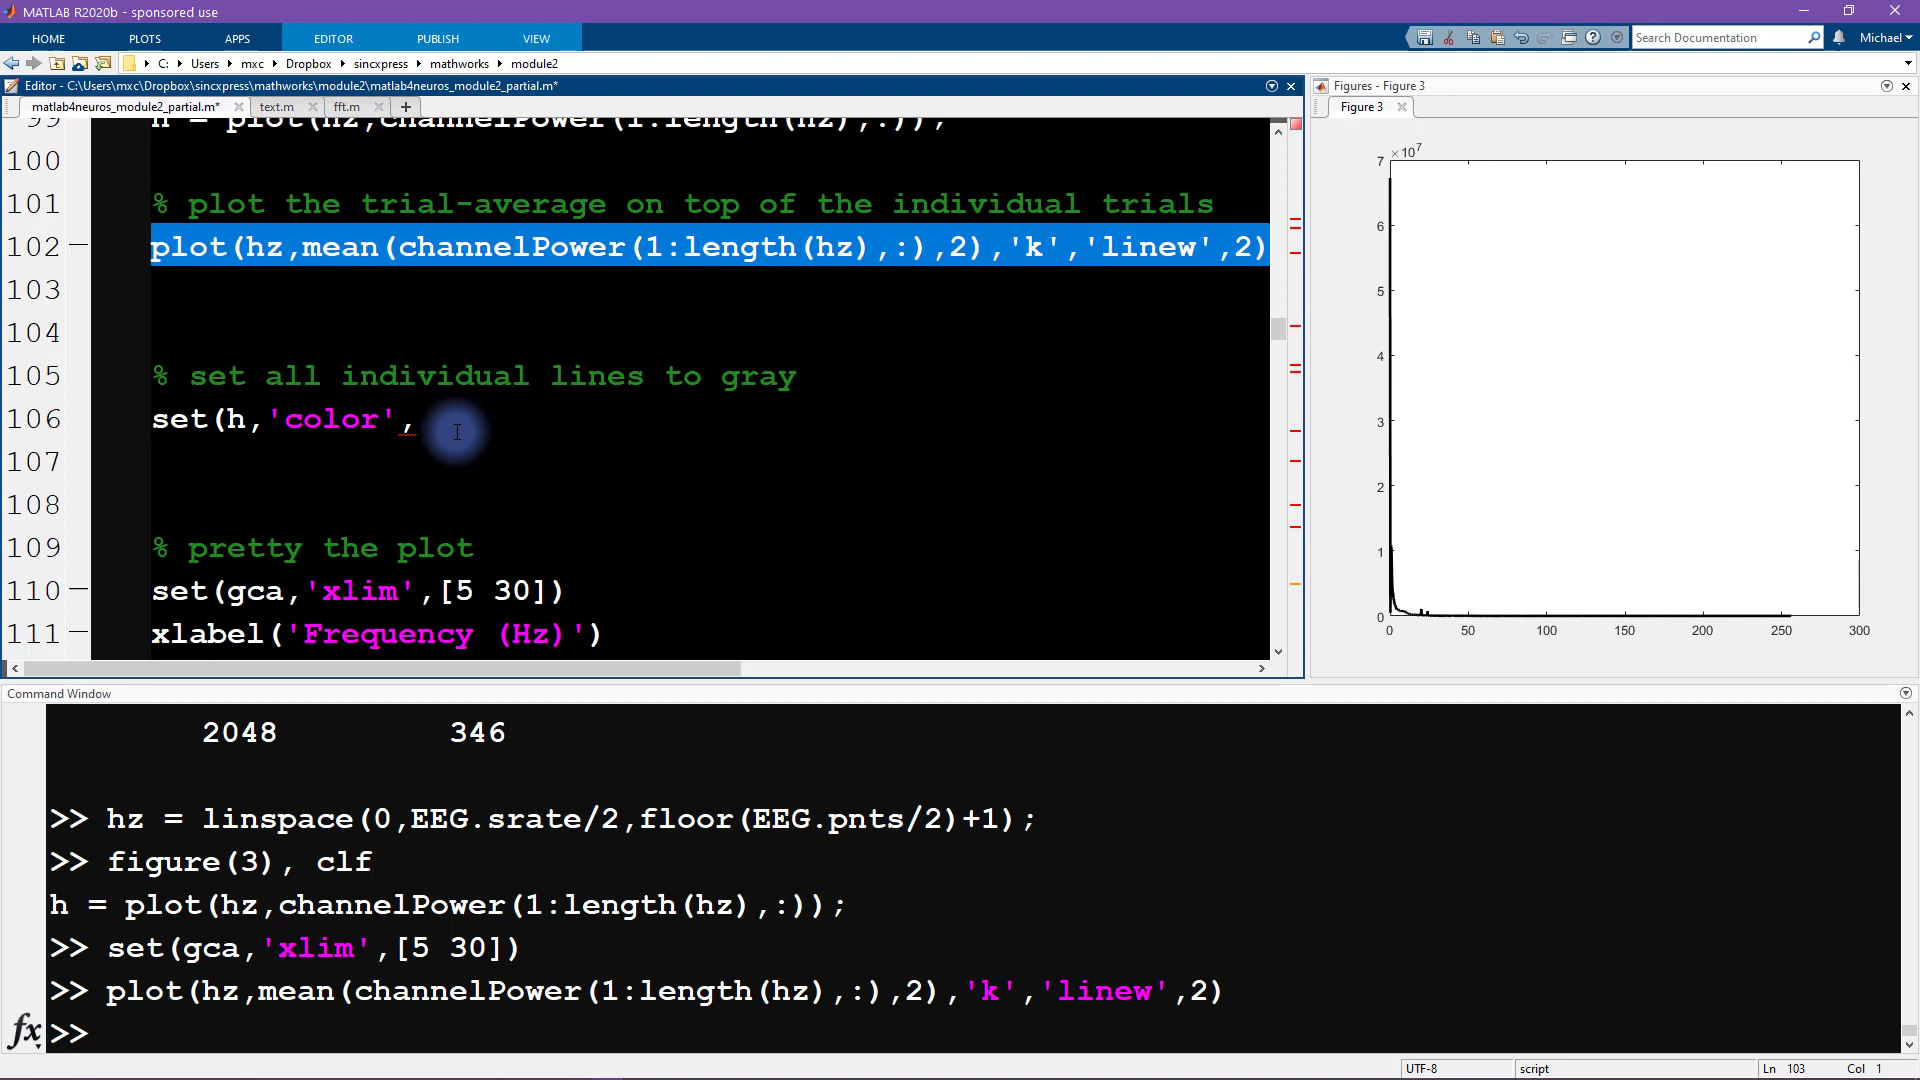 MATLAB R2020b - sponsored use
HOME PLOTS APPS EDITOR PUBLISH VIEW
Search Documentation
Michael
C: Users mxc Dropbox sincxpress mathworks module2
Editor - C:\Users\mxc\Dropbox\sincxpress\mathworks\module2\matlab4neuros_module2_partial.m*
matlab4neuros_module2_partial.m* text.m fft.m
99 h = plot(hz,channelPower(1:length(hz),:));
100
101 % plot the trial-average on top of the individual trials
102 plot(hz,mean(channelPower(1:length(hz),:),2),'k','linew',2)
103
104
105 % set all individual lines to gray
106 set(h,'color',
107
108
109 % pretty the plot
110 set(gca,'xlim',[5 30])
111 xlabel('Frequency (Hz)')
Figures - Figure 3
Figure 3
×10^7
7
6
5
4
3
2
1
0
0 50 100 150 200 250 300
Command Window
2048 346
>> hz = linspace(0,EEG.srate/2,floor(EEG.pnts/2)+1);
>> figure(3), clf
h = plot(hz,channelPower(1:length(hz),:));
>> set(gca,'xlim',[5 30])
>> plot(hz,mean(channelPower(1:length(hz),:),2),'k','linew',2)
fx >>
UTF-8 script Ln 103 Col 1